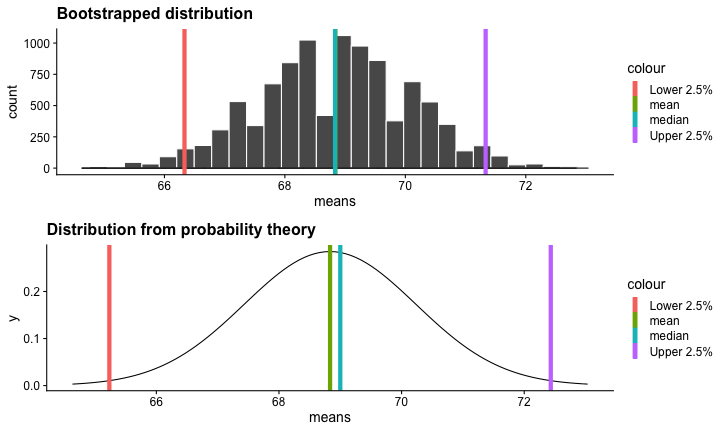 Bootstrapped distribution
count
1000
750
500
250
0
66 68 70 72
means
colour
Lower 2.5%
mean
median
Upper 2.5%
Distribution from probability theory
y
0.2
0.1
0.0
66 68 70 72
means
colour
Lower 2.5%
mean
median
Upper 2.5%